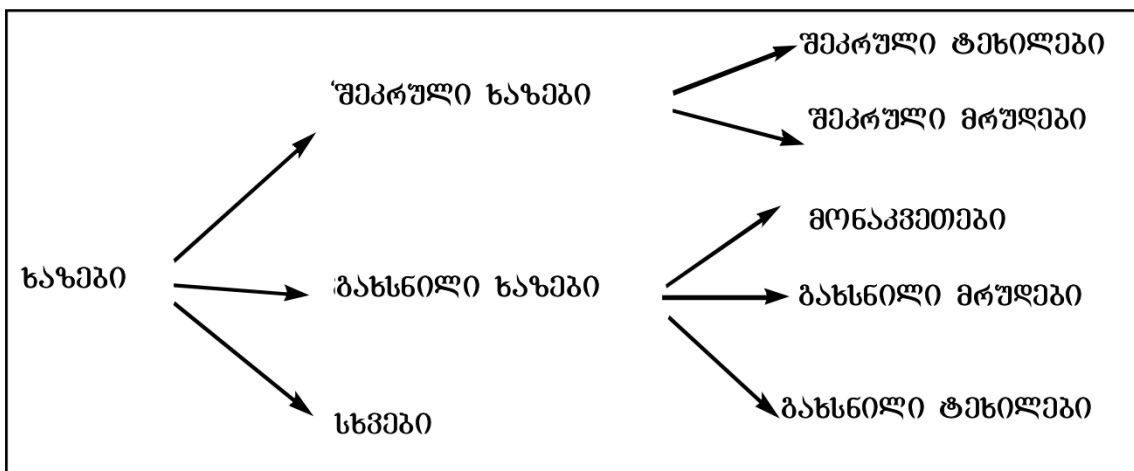 შეკრული ტეხილები
შეკრული ხაზები
შეკრული მრუდები
მონაკვეთები
ხაზები
გახსნილი ხაზები
გახსნილი მრუდები
გახსნილი ტეხილები
სხვები